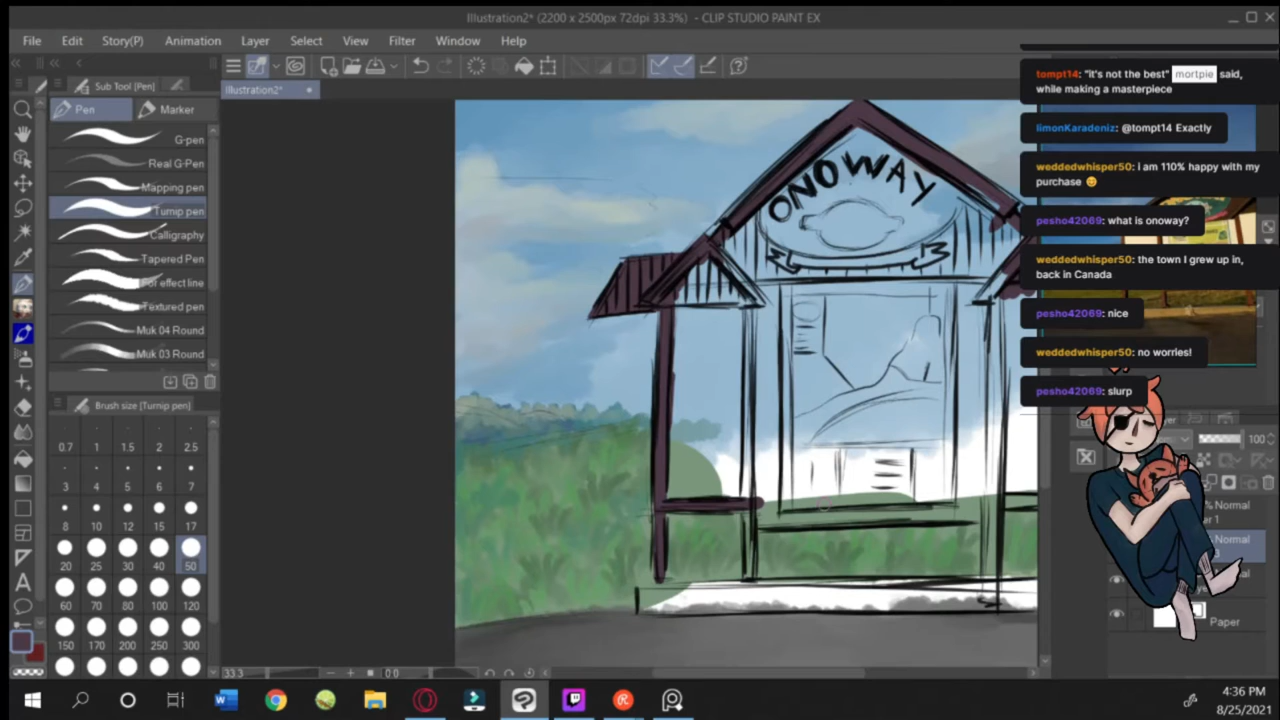 Illustration2* (2200 x 2500px 72dpi 33.3%) - CLIP STUDIO PAINT EX
File Edit Story(P) Animation Layer Select View Filter Window Help
Sub Tool [Pen]
Illustration2*
Pen Marker
G-pen
Real G-Pen
Mapping pen
Turnip pen
Calligraphy
Tapered Pen
For effect line
Textured pen
Muk 04 Round
Muk 03 Round
Brush size [Turnip pen]
0.7 1 1.5 2 2.5
3 4 5 6 7
8 10 12 15 17
20 25 30 40 50
60 70 80 100 120
150 170 200 250 300
ONOWAY
tompt14: "it's not the best" mortpie said,
while making a masterpiece
limonKaradeniz: @tompt14 Exactly
weddedwhisper50: i am 110% happy with my
purchase
pesho42069: what is onoway?
weddedwhisper50: the town I grew up in,
back in Canada
pesho42069: nice
weddedwhisper50: no worries!
pesho42069: slurp
100
% Normal
er 1
% Normal
3
Paper
33.3
0.0
4:36 PM
8/25/2021